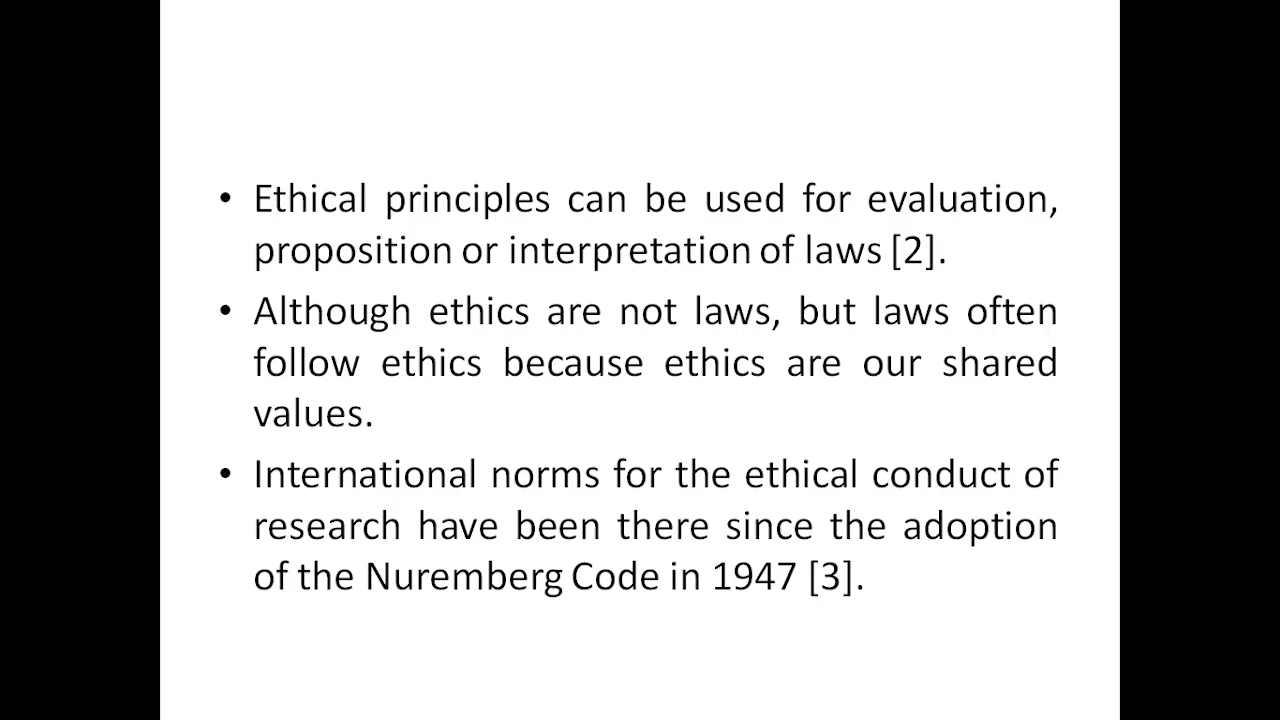 • Ethical principles can be used for evaluation,
proposition or interpretation of laws [2].
• Although ethics are not laws, but laws often
follow ethics because ethics are our shared
values.
• International norms for the ethical conduct of
research have been there since the adoption
of the Nuremberg Code in 1947 [3].